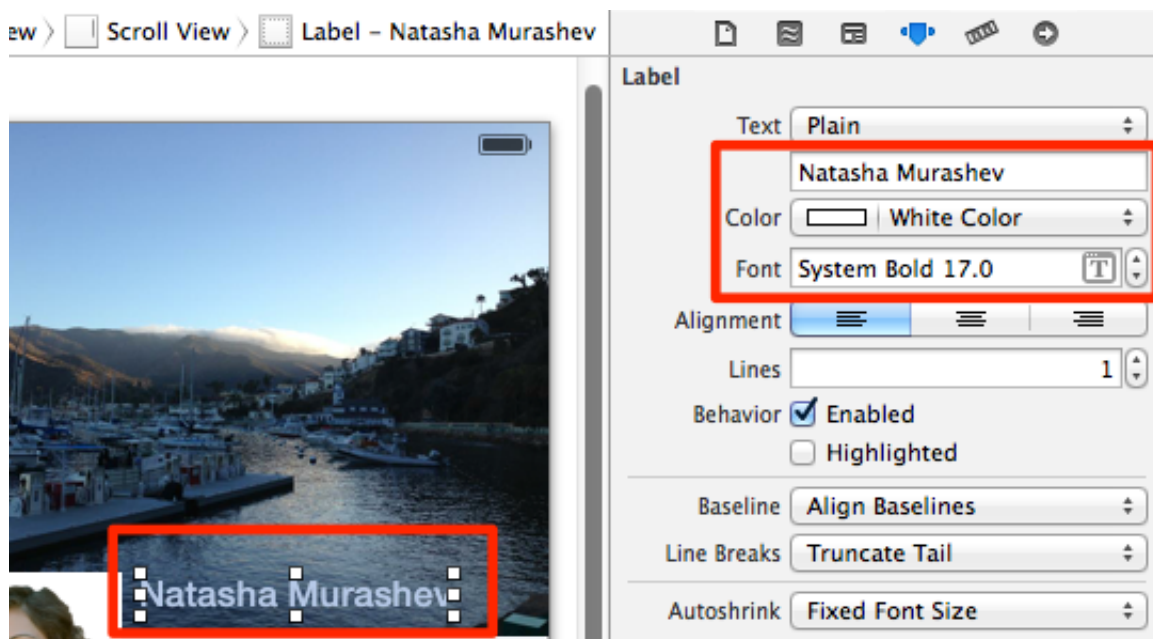 ew 〉 Scroll View 〉 Label – Natasha Murashev
Label
Text Plain
Natasha Murashev
Color White Color
Font System Bold 17.0 T
Alignment
Lines 1
Behavior Enabled
Highlighted
Baseline Align Baselines
Line Breaks Truncate Tail
Autoshrink Fixed Font Size
Natasha Murashev